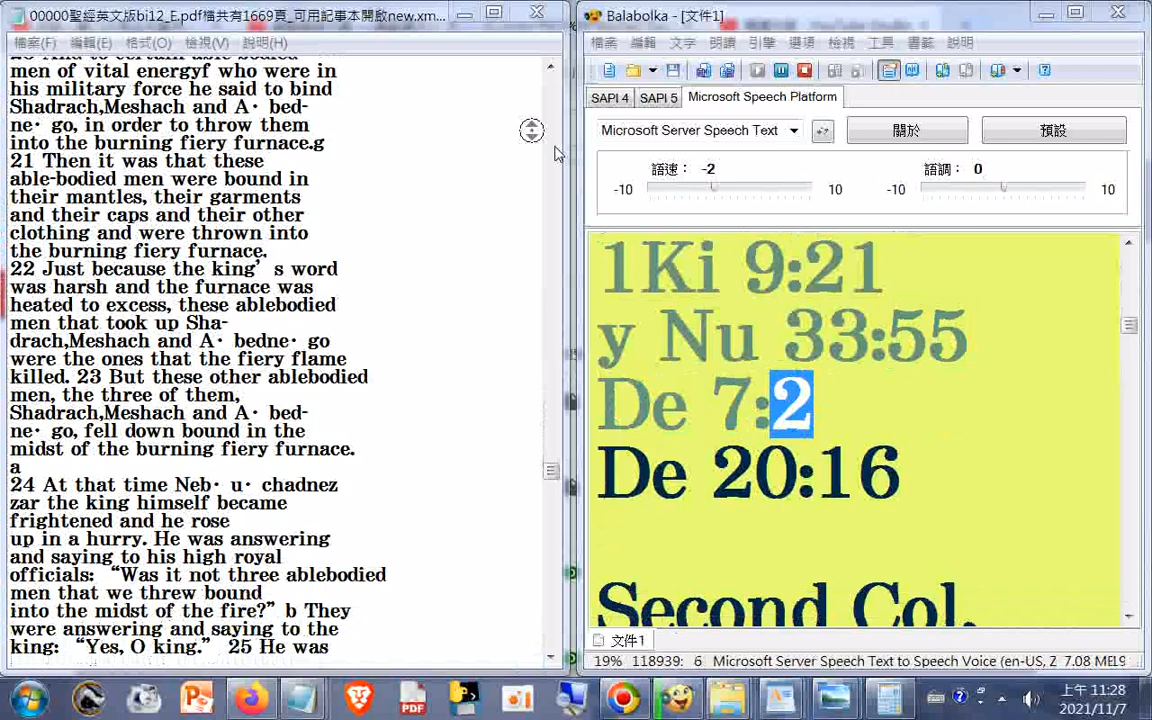 00000聖經英文版bi12_E.pdf檔共有1669頁_可用記事本開啟new.xm...
檔案(F) 編輯(E) 格式(O) 檢視(V) 說明(H)
men of vital energyf who were in
his military force he said to bind
Shadrach,Meshach and A· bed-
ne· go, in order to throw them
into the burning fiery furnace.g
21 Then it was that these
able-bodied men were bound in
their mantles, their garments
and their caps and their other
clothing and were thrown into
the burning fiery furnace.
22 Just because the king’s word
was harsh and the furnace was
heated to excess, these ablebodied
men that took up Sha-
drach,Meshach and A· bedne· go
were the ones that the fiery flame
killed. 23 But these other ablebodied
men, the three of them,
Shadrach,Meshach and A· bed-
ne· go, fell down bound in the
midst of the burning fiery furnace.
a
24 At that time Neb· u· chadnez
zar the king himself became
frightened and he rose
up in a hurry. He was answering
and saying to his high royal
officials: “Was it not three ablebodied
men that we threw bound
into the midst of the fire?” b They
were answering and saying to the
king: “Yes, O king.” 25 He was
Balabolka - [文件1]
檔案 編輯 文字 朗讀 引擎 選項 檢視 工具 書籤 說明
SAPI 4 SAPI 5 Microsoft Speech Platform
Microsoft Server Speech Text 關於 預設
語速： -2 語調： 0
-10 10 -10 10
1Ki 9:21
y Nu 33:55
De 7:2
De 20:16
Second Col.
文件1
19% 118939: 6 Microsoft Server Speech Text to Speech Voice (en-US, Z 7.08 ME
上午 11:28
2021/11/7